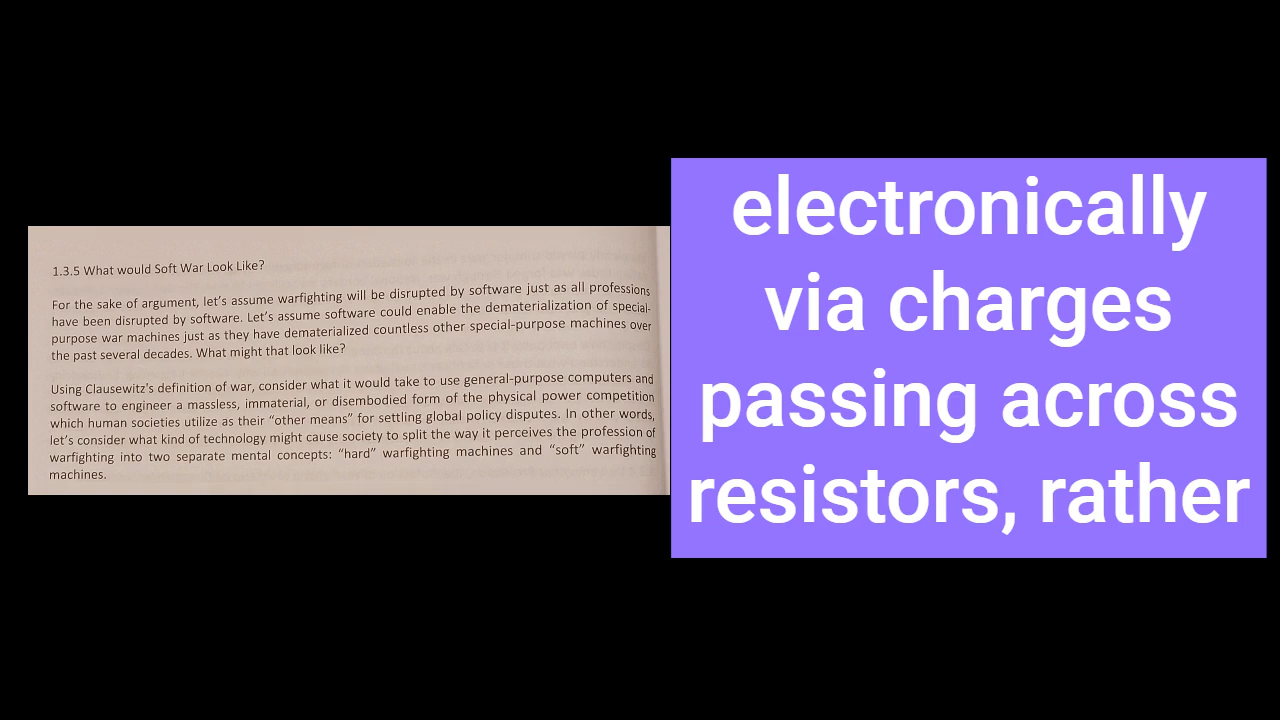 1.3.5 What would Soft War Look Like?
For the sake of argument, let's assume warfighting will be disrupted by software just as all professions
have been disrupted by software. Let's assume software could enable the dematerialization of special-
purpose war machines just as they have dematerialized countless other special-purpose machines over
the past several decades. What might that look like?
Using Clausewitz's definition of war, consider what it would take to use general-purpose computers and
software to engineer a massless, immaterial, or disembodied form of the physical power competition
which human societies utilize as their “other means” for settling global policy disputes. In other words,
let's consider what kind of technology might cause society to split the way it perceives the profession of
warfighting into two separate mental concepts: “hard” warfighting machines and “soft” warfighting
machines.
electronically
via charges
passing across
resistors, rather